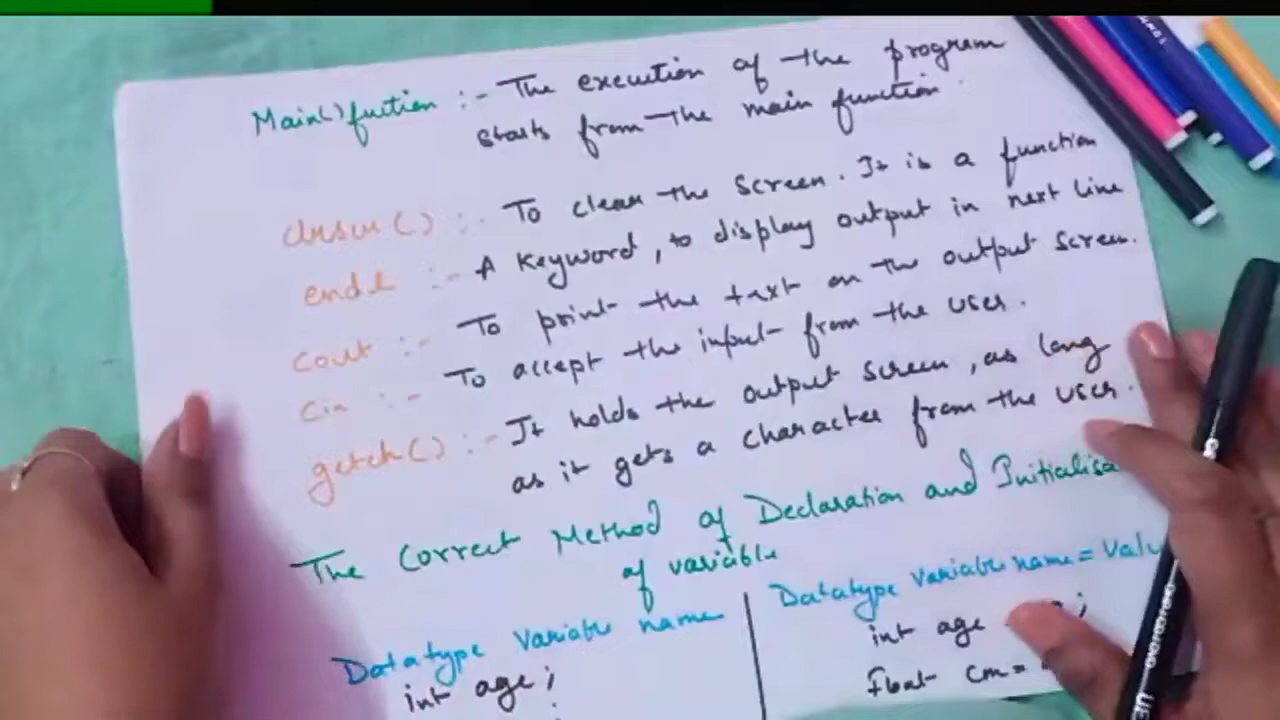 Main() fuction :- The execution of the program
starts from the main function.
clrscr() :- To clear the screen. It is a function
endl :- A keyword, to display output in next line
cout :- To print the text on the output screen.
cin :- To accept the input from the user.
getch() :- It holds the output screen, as long
as it gets a character from the user.
The Correct Method of Declaration and Initialisa
of variable
Datatype Variable name
int age;
Datatype Variable name = Valu
int age ;
float cm =